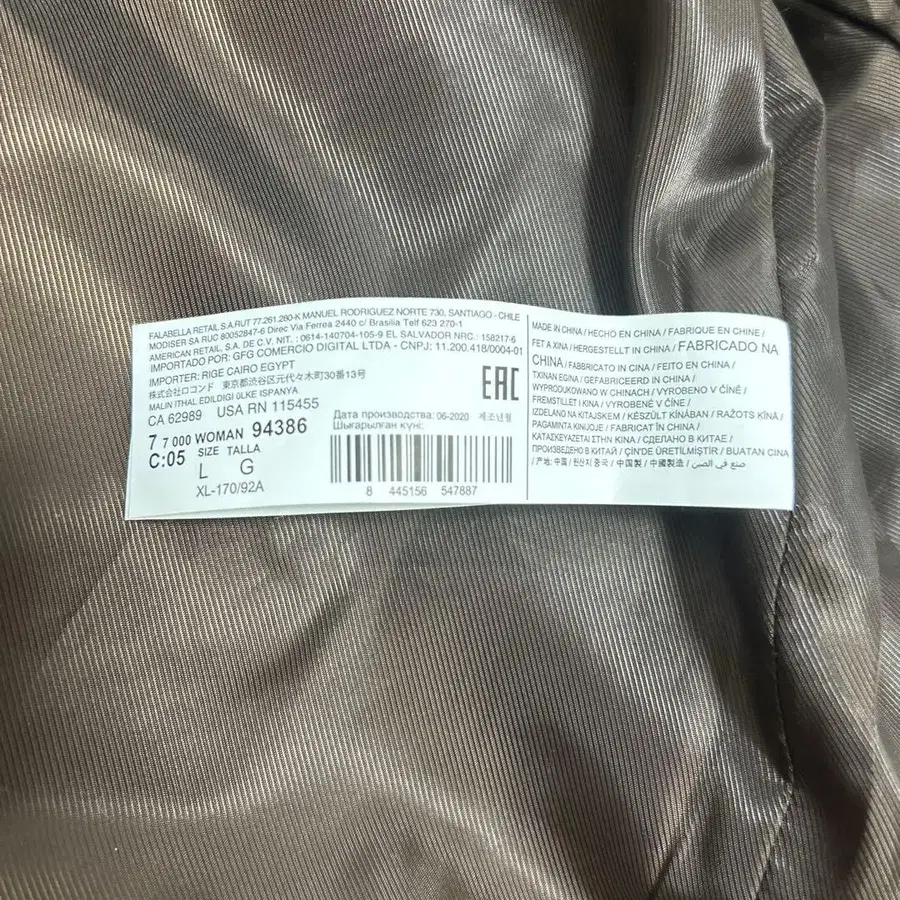 FALABELLA RETAIL S.A.RUT 77.261.280-K MANUEL RODRIGUEZ NORTE 730, SANTIAGO - CHILE
MODISER SA RUC 80052847-6 Direc Via Ferrea 2440 c/ Brasilia Telf 623 270-1
AMERICAN RETAIL, S.A. DE C.V. NIT. : 0614-140704-105-9 EL SALVADOR NRC.: 158217-6
IMPORTADO POR: GFG COMERCIO DIGITAL LTDA - CNPJ: 11.200.418/0004-01
IMPORTER: RIGE CAIRO EGYPT
株式会社ロコンド 東京都渋谷区元代々木町30番13号
MALIN ITHAL EDILDIGI ÜLKE ISPANYA
CA 62989 USA RN 115455
EAC
Дата производства: 06-2020 제조년월
Шығарылған күні:
7 7 000 WOMAN 94386
C:05 SIZE TALLA
L G
XL-170/92A
8 445156 547887
MADE IN CHINA / HECHO EN CHINA / FABRIQUE EN CHINE /
FET A XINA / HERGESTELLT IN CHINA / FABRICADO NA
CHINA / FABBRICATO IN CINA / FEITO EN CHINA /
TXINAN EGINA / GEFABRICEERD IN CHINA /
WYPRODUKOWANO W CHINACH / VYROBENO V ČÍNĚ /
FREMSTILLET I KINA / VYROBENÉ V ČÍNE /
IZDELANO NA KITAJSKEM / KÉSZÜLT KÍNÁBAN / RAŽOTS ĶĪNĀ /
PAGAMINTA KINIJOJE / FABRICAT ÎN CHINA /
ΚΑΤΑΣΚΕΥΑΖΕΤΑΙ ΣΤΗΝ ΚΙΝΑ / СДЕЛАНО В КИТАЕ /
ПРОИЗВЕДЕНО В КИТАЙ / ÇİN'DE ÜRETİLMİŞTİR / BUATAN CINA
/ 产地: 中国 / 원산지 중국 / 中国製 / 中國製造 / صنع في الصين